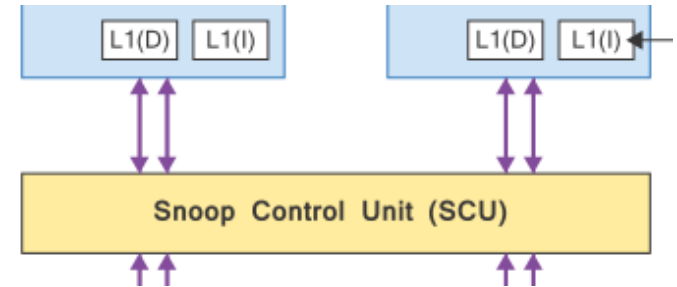 L1(D) L1(I) L1(D) L1(I)
Snoop Control Unit (SCU)